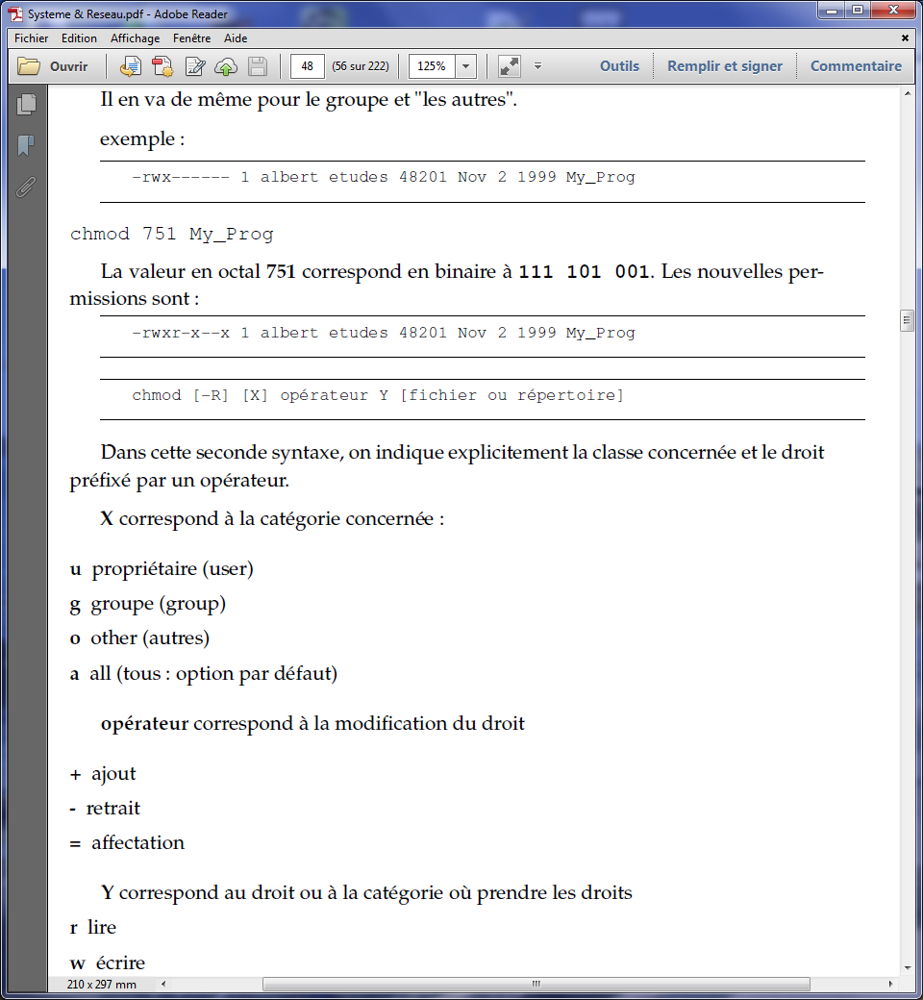 Systeme & Reseau.pdf - Adobe Reader
Fichier Edition Affichage Fenêtre Aide
Ouvrir 48 (56 sur 222) 125% Outils Remplir et signer Commentaire
Il en va de même pour le groupe et "les autres".
exemple :
-rwx------ 1 albert etudes 48201 Nov 2 1999 My_Prog
chmod 751 My_Prog
La valeur en octal 751 correspond en binaire à 111 101 001. Les nouvelles per-
missions sont :
-rwxr-x--x 1 albert etudes 48201 Nov 2 1999 My_Prog
chmod [-R] [X] opérateur Y [fichier ou répertoire]
Dans cette seconde syntaxe, on indique explicitement la classe concernée et le droit
préfixé par un opérateur.
X correspond à la catégorie concernée :
u propriétaire (user)
g groupe (group)
o other (autres)
a all (tous : option par défaut)
opérateur correspond à la modification du droit
+ ajout
- retrait
= affectation
Y correspond au droit ou à la catégorie où prendre les droits
r lire
w écrire
210 x 297 mm